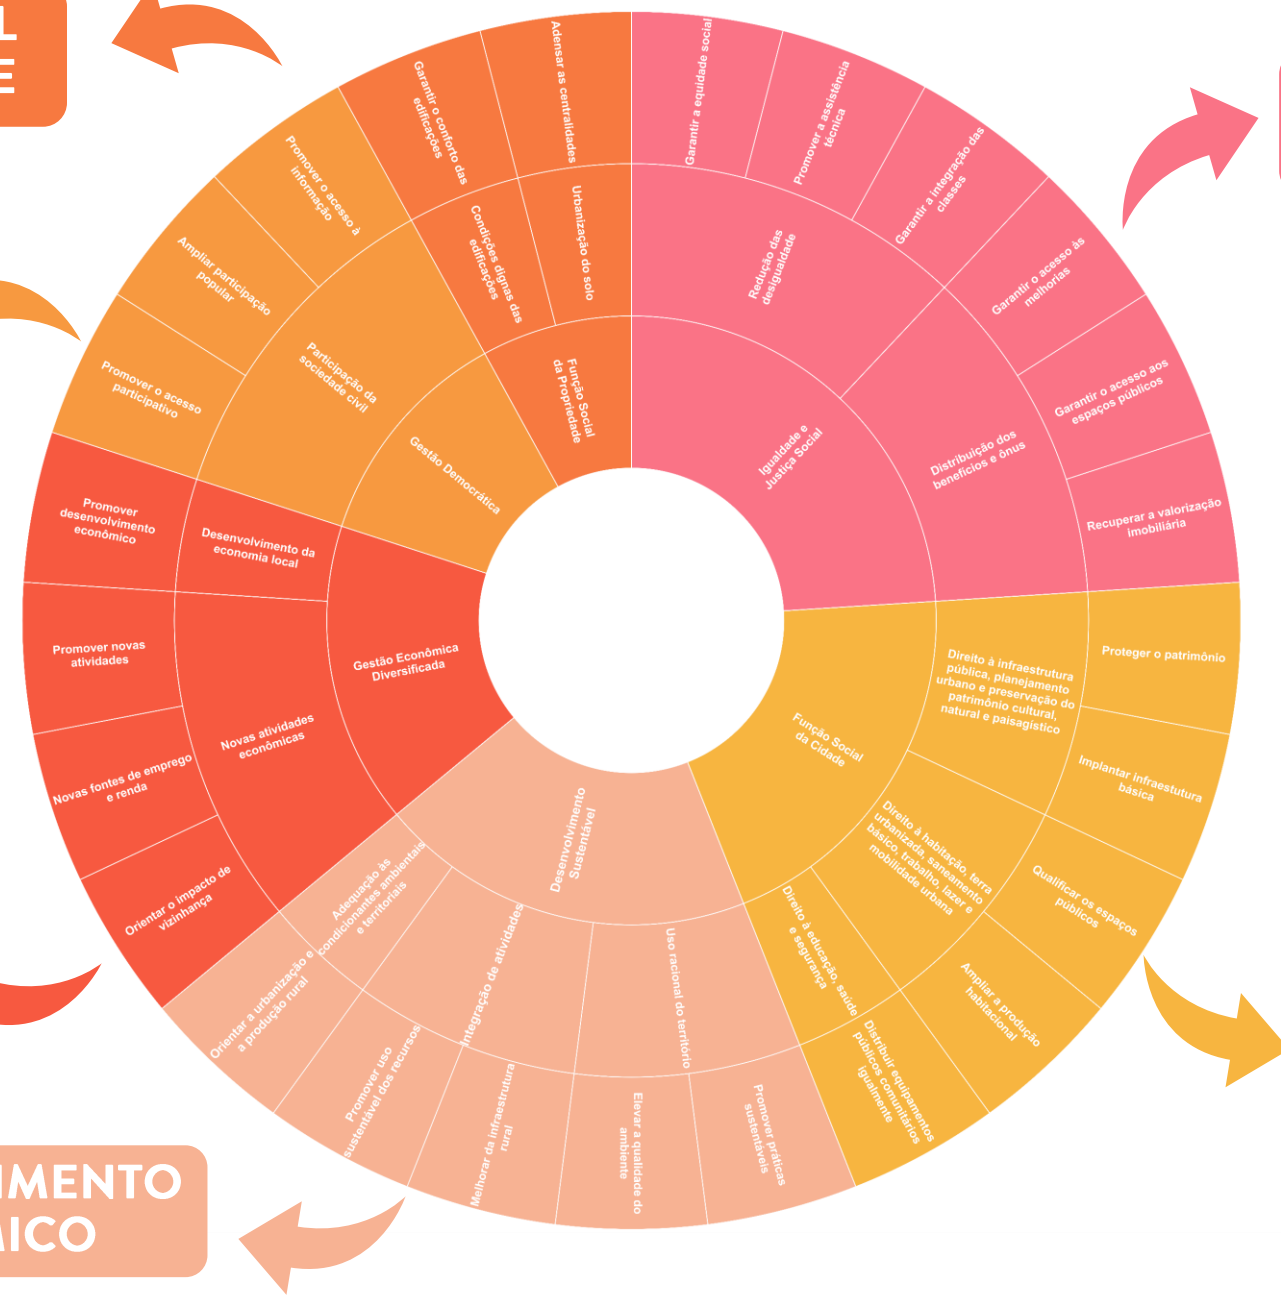 L
E
IMENTO
MICO
Igualdade e
Justiça Social
Redução das
desigualdade
Garantir a equidade social
Promover a assistência
técnica
Garantir a integração das
classes
Distribuição dos
benefícios e ônus
Garantir o acesso às
melhorias
Garantir o acesso aos
espaços públicos
Recuperar a valorização
imobiliária
Função Social
da Cidade
Direito à infraestrutura
pública, planejamento
urbano e preservação do
patrimônio cultural,
natural e paisagístico
Proteger o patrimônio
Implantar infraestutura
básica
Direito à habitação, terra
urbanizada, saneamento
básico, trabalho, lazer e
mobilidade urbana
Qualificar os espaços
públicos
Ampliar a produção
habitacional
Direito à educação, saúde
e segurança
Distribuir equipamentos
públicos comunitários
igualmente
Desenvolvimento
Sustentável
Uso racional do território
Promover práticas
sustentáveis
Elevar a qualidade do
ambiente
Integração de atividades
Melhorar da infraestrutura
rural
Promover uso
sustentável dos recursos
Adequação às
condicionantes ambientais
e territoriais
Orientar a urbanização e
a produção rural
Gestão Econômica
Diversificada
Novas atividades
econômicas
Orientar o impacto de
vizinhança
Novas fontes de emprego
e renda
Promover novas
atividades
Desenvolvimento da
economia local
Promover
desenvolvimento
econômico
Gestão Democrática
Participação da
sociedade civil
Promover o acesso
participativo
Ampliar participação
popular
Promover o acesso à
informação
Função Social
da Propriedade
Condições dignas das
edificações
Garantir o conforto das
edificações
Urbanização do solo
Adensar as centralidades